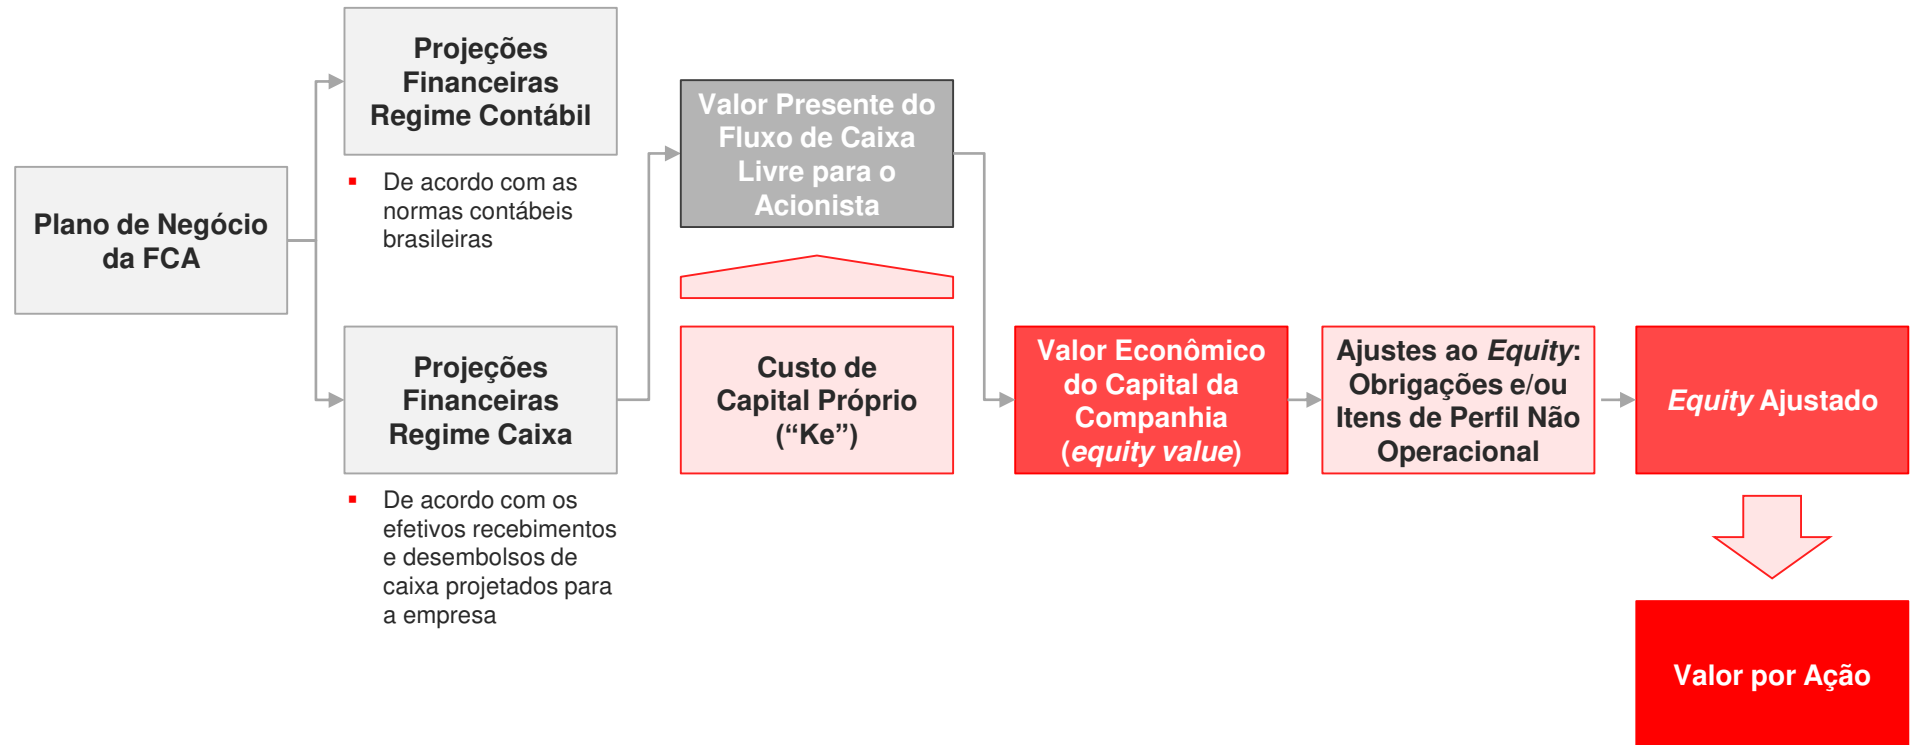 Plano de Negócio
da FCA
Projeções
Financeiras
Regime Contábil
De acordo com as
normas contábeis
brasileiras
Projeções
Financeiras
Regime Caixa
De acordo com os
efetivos recebimentos
e desembolsos de
caixa projetados para
a empresa
Valor Presente do
Fluxo de Caixa
Livre para o
Acionista
Custo de
Capital Próprio
(“Ke”)
Valor Econômico
do Capital da
Companhia
(equity value)
Ajustes ao Equity:
Obrigações e/ou
Itens de Perfil Não
Operacional
Equity Ajustado
Valor por Ação